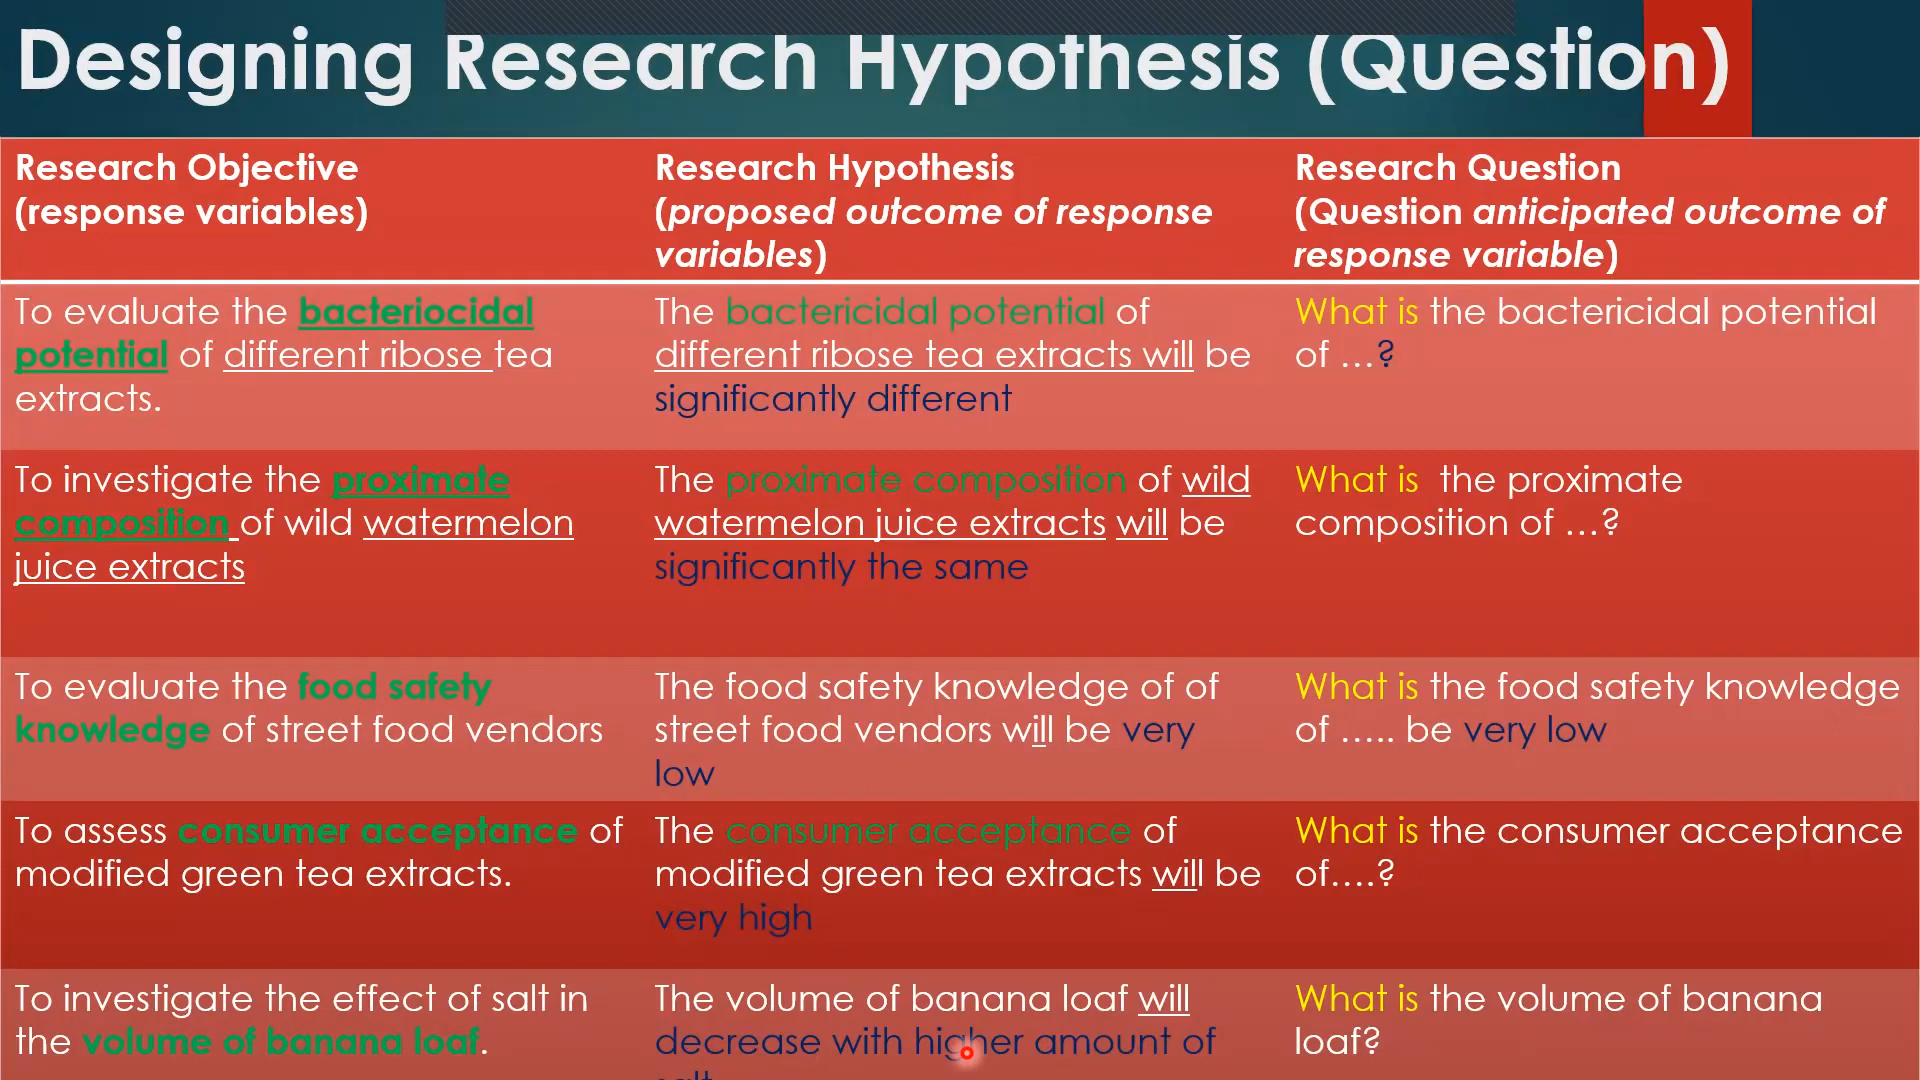 Designing Research Hypothesis (Question)
Research Objective
(response variables)
Research Hypothesis
(proposed outcome of response
variables)
Research Question
(Question anticipated outcome of
response variable)
To evaluate the bacteriocidal
potential of different ribose tea
extracts.
The bactericidal potential of
different ribose tea extracts will be
significantly different
What is the bactericidal potential
of ...?
To investigate the proximate
composition of wild watermelon
juice extracts
The proximate composition of wild
watermelon juice extracts will be
significantly the same
What is the proximate
composition of ...?
To evaluate the food safety
knowledge of street food vendors
The food safety knowledge of of
street food vendors will be very
low
What is the food safety knowledge
of ..... be very low
To assess consumer acceptance of
modified green tea extracts.
The consumer acceptance of
modified green tea extracts will be
very high
What is the consumer acceptance
of....?
To investigate the effect of salt in
the volume of banana loaf.
The volume of banana loaf will
decrease with higher amount of
What is the volume of banana
loaf?